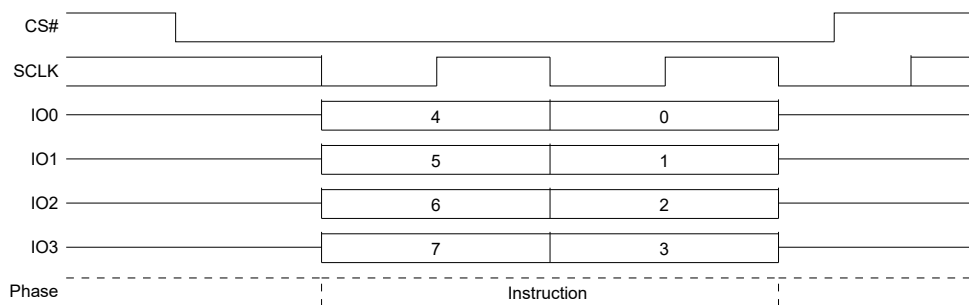 CS#
SCLK
IO0 4 0
IO1 5 1
IO2 6 2
IO3 7 3
Phase Instruction